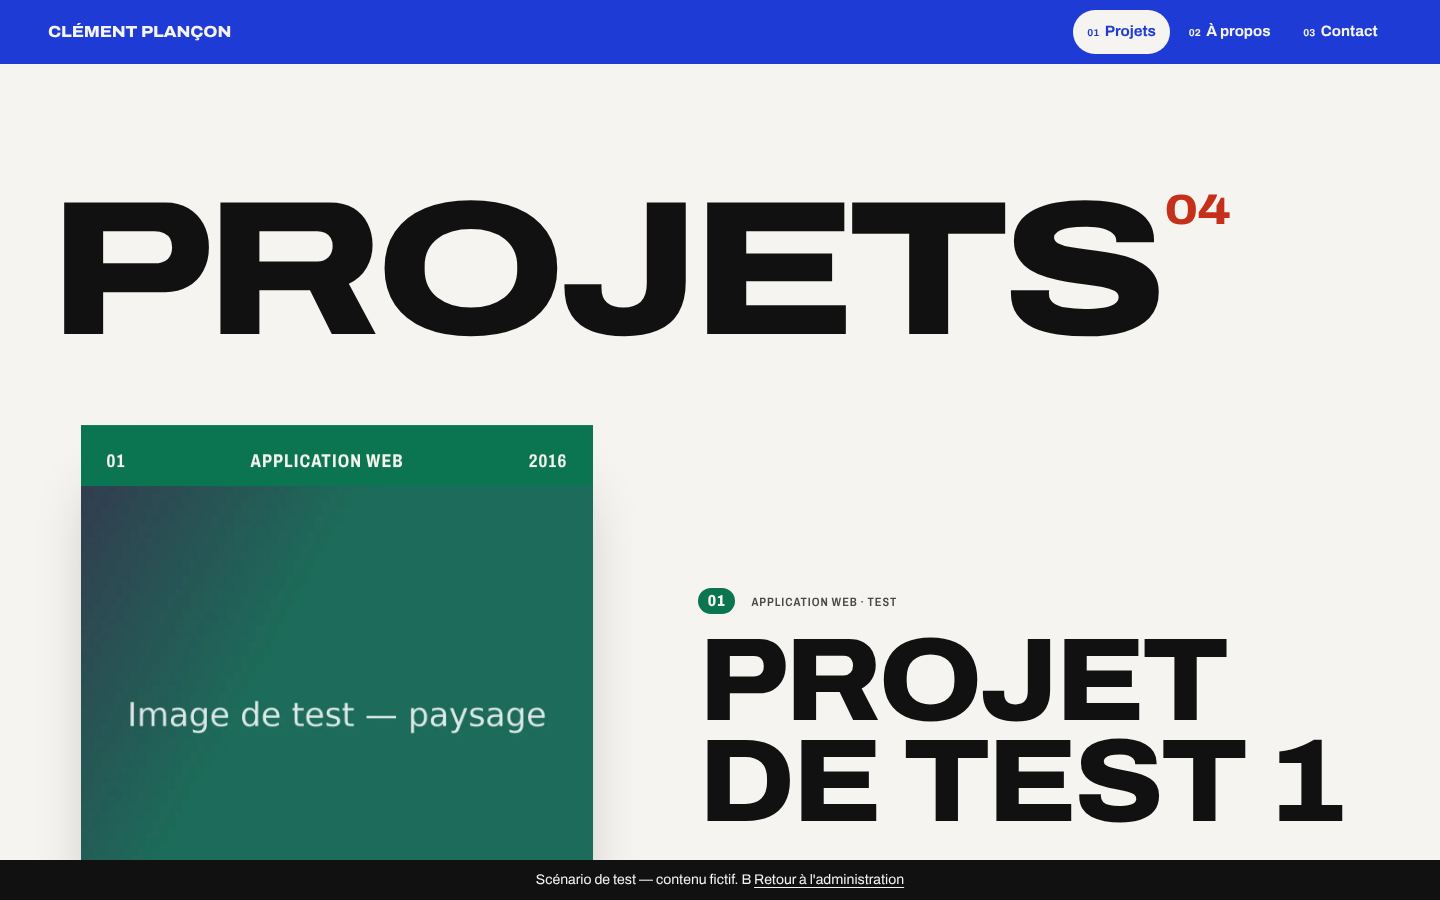 CLÉMENT PLANÇON
01 Projets
02 À propos
03 Contact
PROJETS 04
01 APPLICATION WEB 2016
Image de test — paysage
01 APPLICATION WEB · TEST
PROJET
DE TEST 1
Scénario de test — contenu fictif. B Retour à l'administration